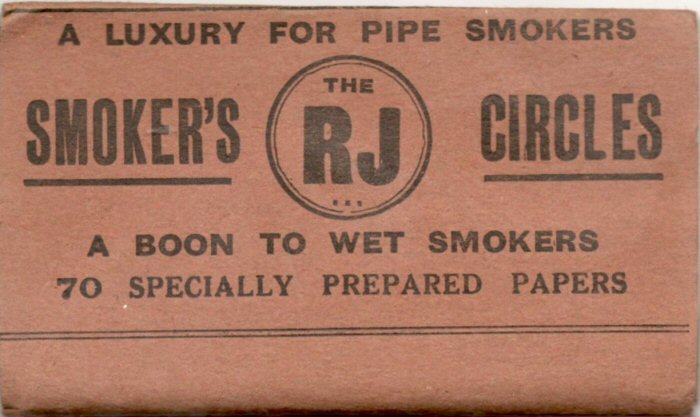 A LUXURY FOR PIPE SMOKERS
THE
SMOKER'S RJ CIRCLES
A BOON TO WET SMOKERS
70 SPECIALLY PREPARED PAPERS